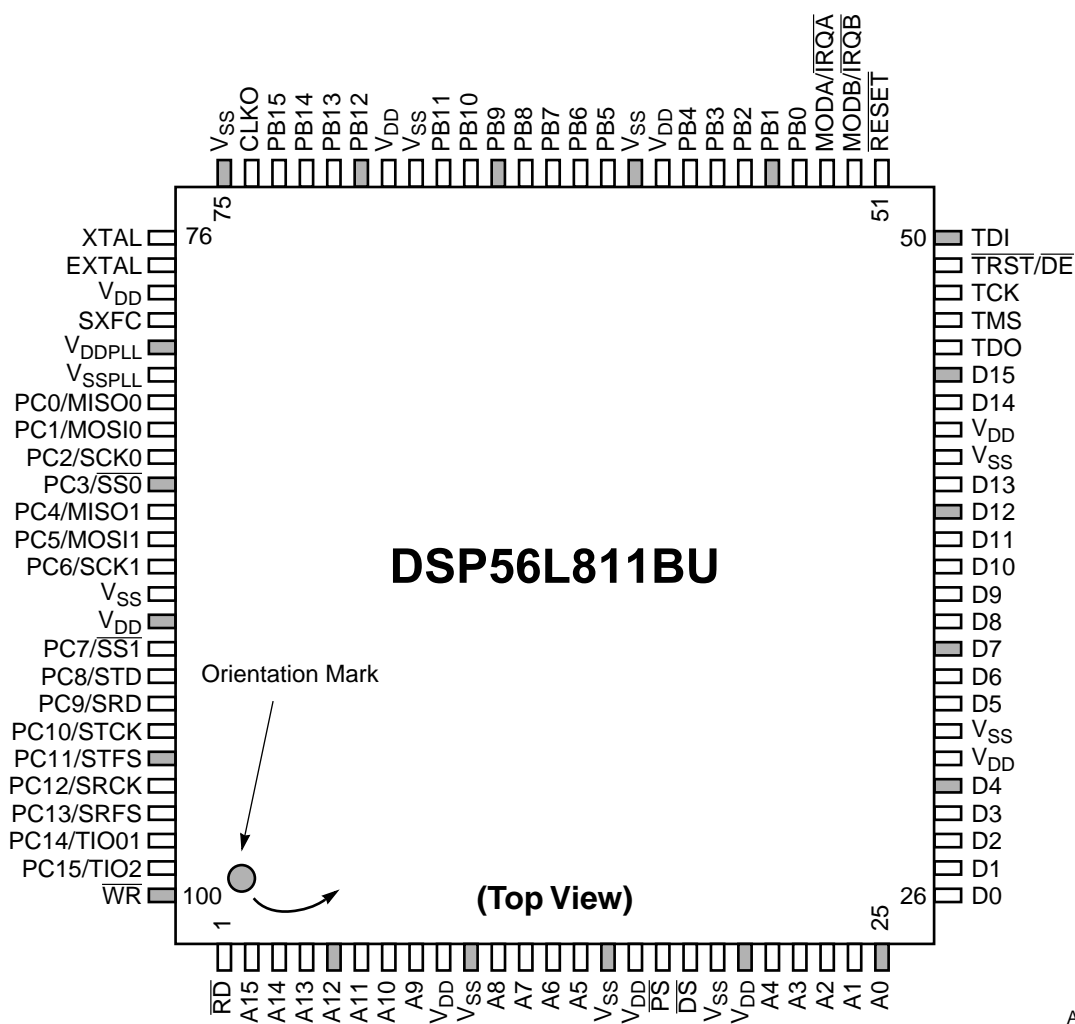 VSS
CLKO
PB15
PB14
PB13
PB12
VDD
VSS
PB11
PB10
PB9
PB8
PB7
PB6
PB5
VSS
VDD
PB4
PB3
PB2
PB1
PB0
MODA/IRQA
MODB/IRQB
RESET
75
51
76
50
XTAL
EXTAL
VDD
SXFC
VDDPLL
VSSPLL
PC0/MISO0
PC1/MOSI0
PC2/SCK0
PC3/SS0
PC4/MISO1
PC5/MOSI1
PC6/SCK1
VSS
VDD
PC7/SS1
PC8/STD
PC9/SRD
PC10/STCK
PC11/STFS
PC12/SRCK
PC13/SRFS
PC14/TIO01
PC15/TIO2
WR
TDI
TRST/DE
TCK
TMS
TDO
D15
D14
VDD
VSS
D13
D12
D11
D10
D9
D8
D7
D6
D5
VSS
VDD
D4
D3
D2
D1
D0
DSP56L811BU
Orientation Mark
(Top View)
100
26
1
25
RD
A15
A14
A13
A12
A11
A10
A9
VDD
VSS
A8
A7
A6
A5
VSS
VDD
PS
DS
VSS
VDD
A4
A3
A2
A1
A0